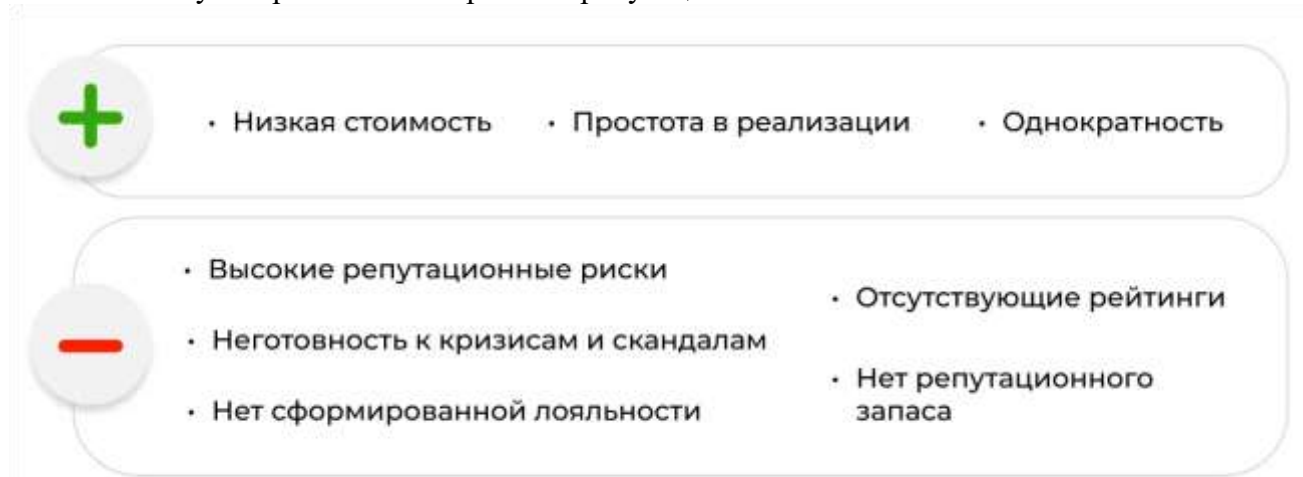 • Низкая стоимость • Простота в реализации • Однократность
• Высокие репутационные риски
• Неготовность к кризисам и скандалам
• Нет сформированной лояльности
• Отсутствующие рейтинги
• Нет репутационного
запаса